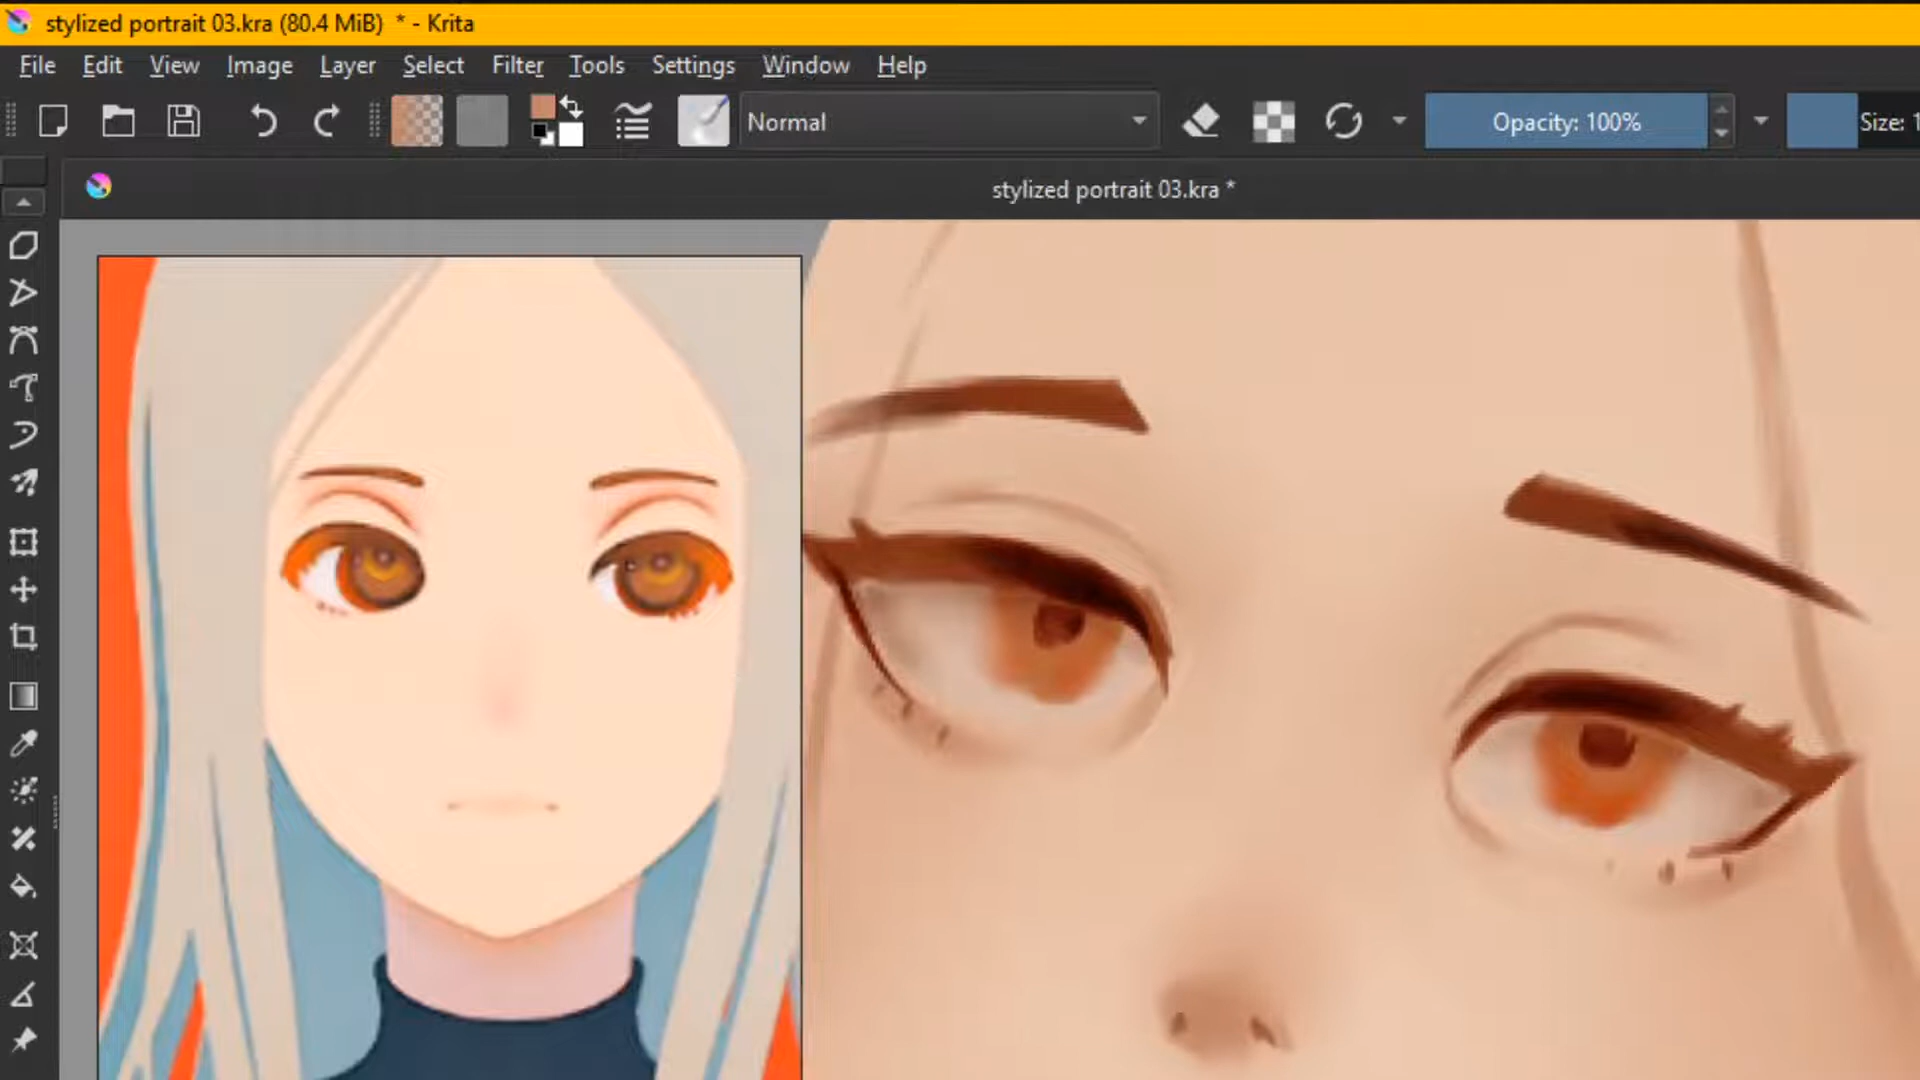 stylized portrait 03.kra (80.4 MiB) * - Krita
File Edit View Image Layer Select Filter Tools Settings Window Help
Normal Opacity: 100% Size: 1
stylized portrait 03.kra *